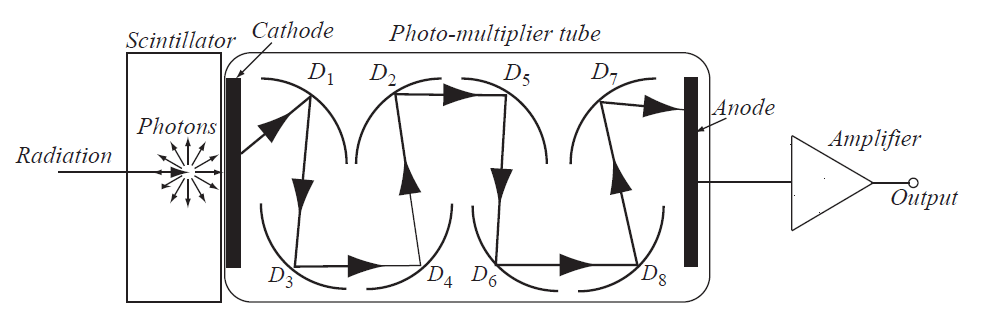 Scintillator
Cathode
Photo-multiplier tube
D1
D2
D5
D7
Photons
Radiation
Anode
Amplifier
Output
D3
D4
D6
D8